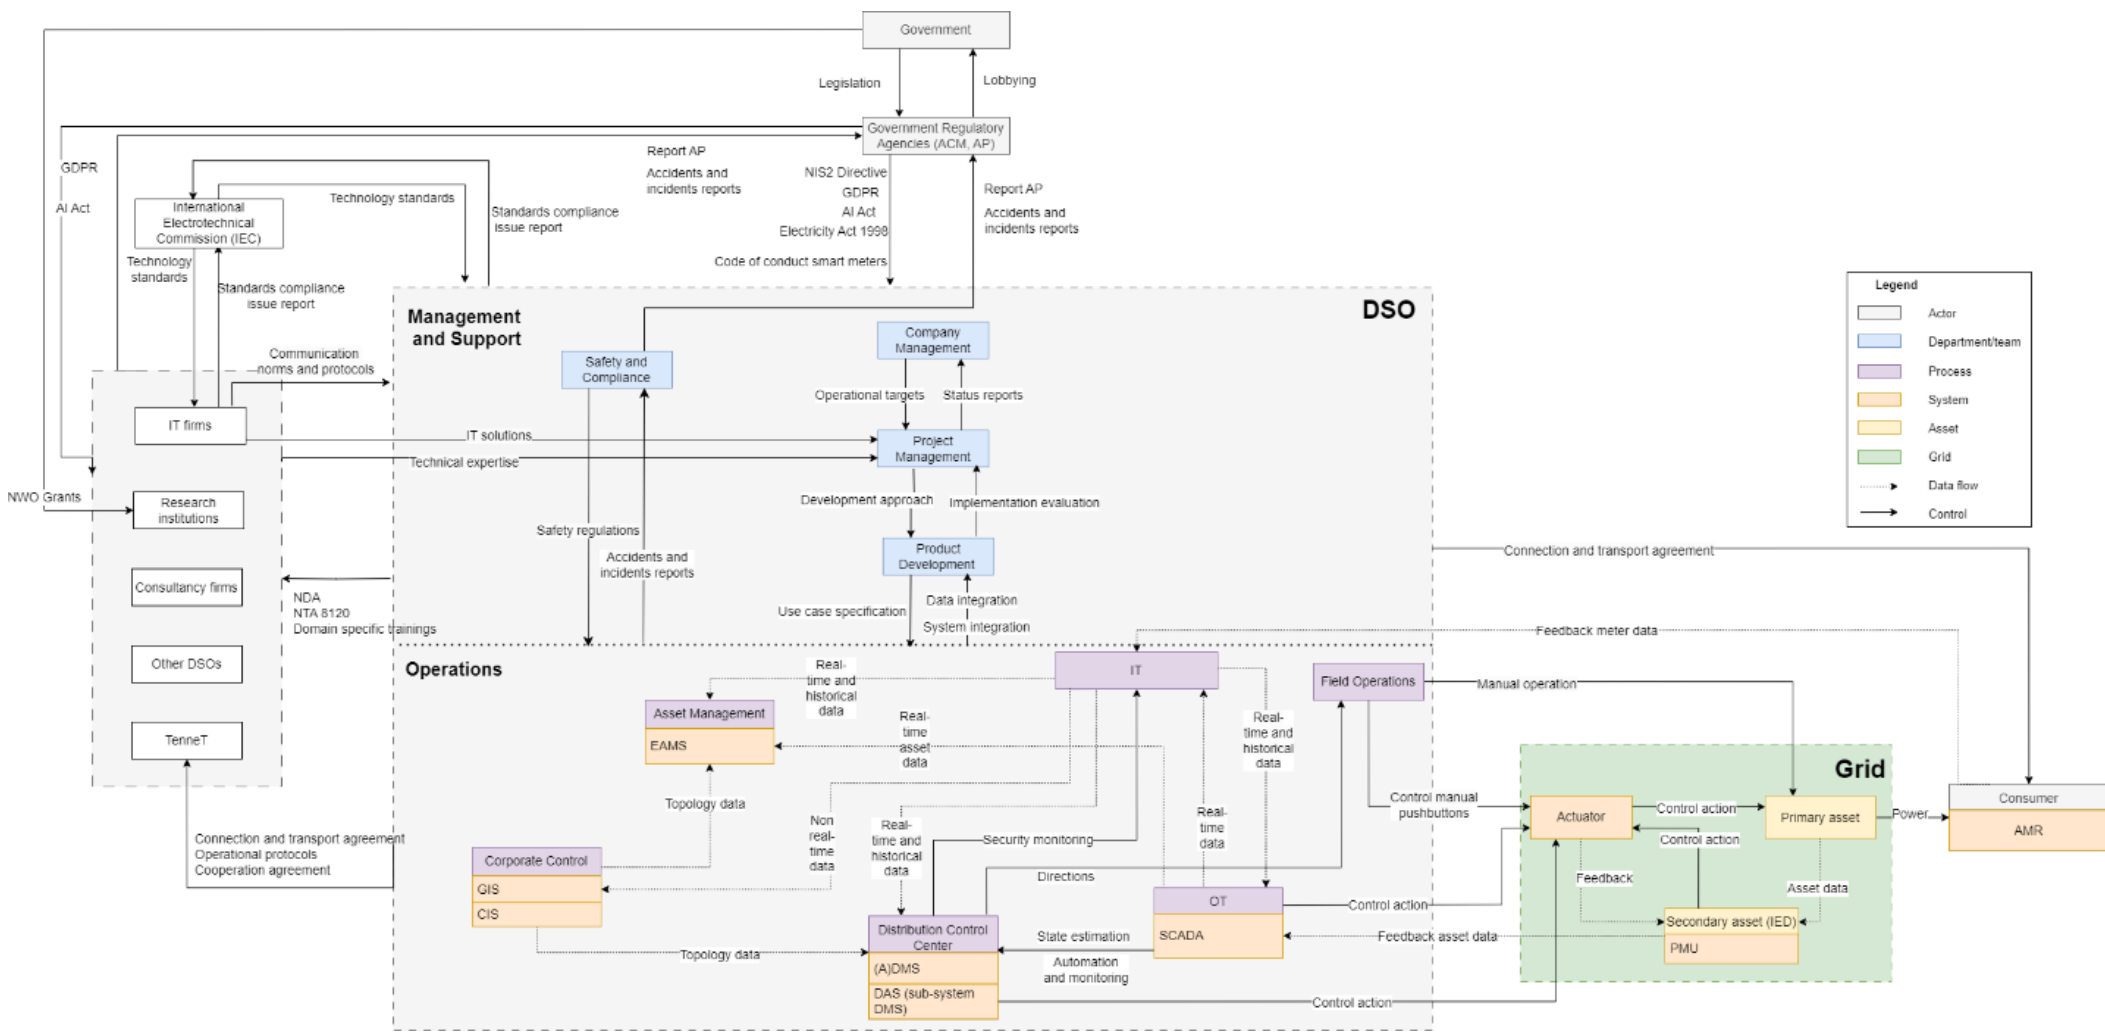 Government
Legislation
Lobbying
Government Regulatory
Agencies (ACM, AP)
GDPR
AI Act
Report AP
Accidents and
incidents reports
NIS2 Directive
GDPR
AI Act
Electricity Act 1998
Code of conduct smart meters
Report AP
Accidents and
incidents reports
International
Electrotechnical
Commission (IEC)
Technology standards
Standards compliance
issue report
Technology
standards
Standards compliance
issue report
Communication
norms and protocols
IT firms
Research
institutions
Consultancy firms
Other DSOs
TenneT
NWO Grants
IT solutions
Technical expertise
NDA
NTA 8120
Domain specific trainings
Connection and transport agreement
Operational protocols
Cooperation agreement
DSO
Management
and Support
Safety and
Compliance
Company
Management
Operational targets
Status reports
Project
Management
Development approach
Implementation evaluation
Safety regulations
Accidents and
incidents reports
Product
Development
Use case specification
Data integration
System integration
Operations
IT
Real-
time and
historical
data
Asset Management
EAMS
Real-
time
asset
data
Real-
time and
historical
data
Field Operations
Topology data
Non
real-
time
data
Real-
time and
historical
data
Security monitoring
Real-
time
data
Corporate Control
GIS
CIS
Directions
OT
SCADA
Distribution Control
Center
(A)DMS
DAS (sub-system
DMS)
Topology data
State estimation
Automation
and monitoring
Legend
Actor
Department/team
Process
System
Asset
Grid
Data flow
Control
Connection and transport agreement
Feedback meter data
Manual operation
Control manual
pushbuttons
Control action
Feedback asset data
Control action
Grid
Actuator
Control action
Primary asset
Control action
Feedback
Asset data
Secondary asset (IED)
PMU
Power
Consumer
AMR